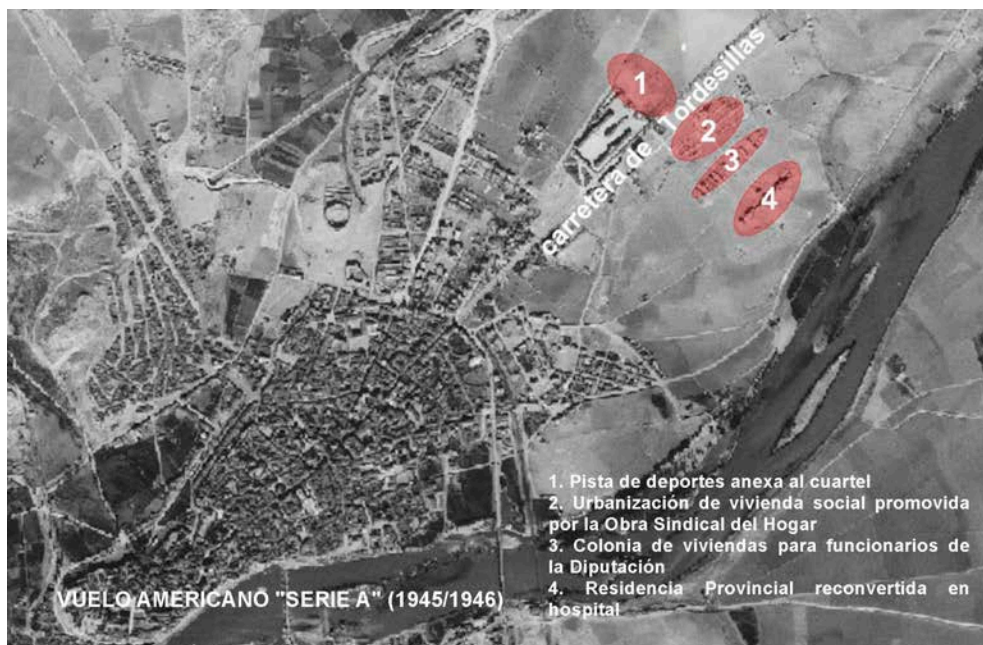 1
2
3
4
carretera de Tordesillas
1. Pista de deportes anexa al cuartel
2. Urbanización de vivienda social promovida
por la Obra Sindical del Hogar
3. Colonia de viviendas para funcionarios de
la Diputación
4. Residencia Provincial reconvertida en
hospital
VUELO AMERICANO "SERIE A" (1945/1946)